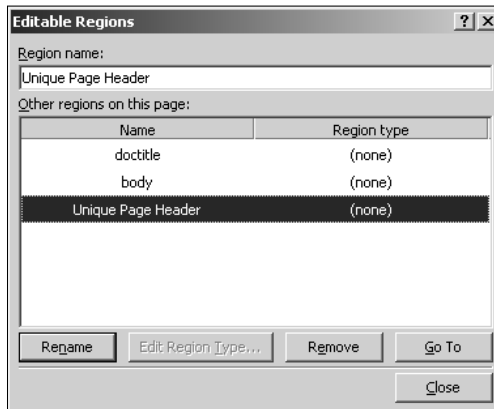 Editable Regions
Region name:
Unique Page Header
Other regions on this page:
Name Region type
doctitle (none)
body (none)
Unique Page Header (none)
Rename Edit Region Type... Remove Go To
Close